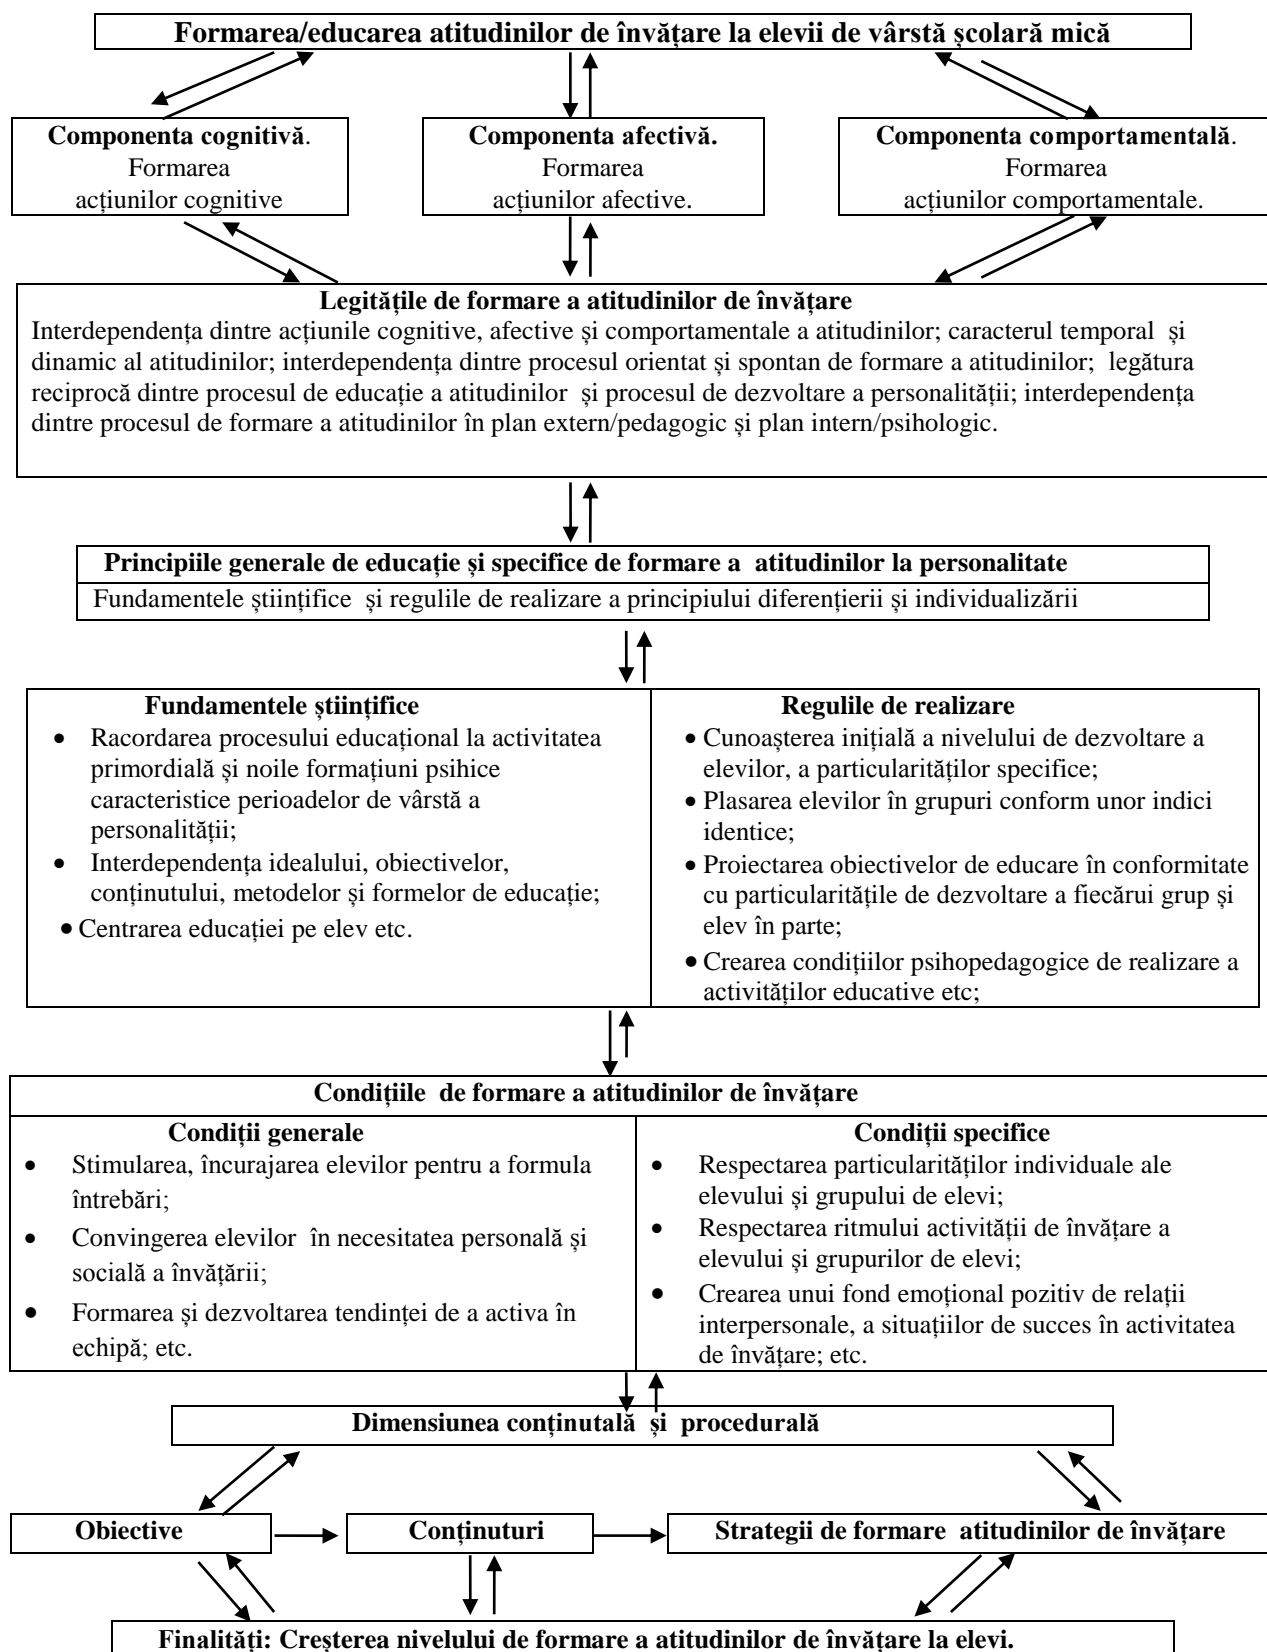 Formarea/educarea atitudinilor de învățare la elevii de vârstă școlară mică
Componenta cognitivă.
Formarea
acțiunilor cognitive
Componenta afectivă.
Formarea
acțiunilor afective.
Componenta comportamentală.
Formarea
acțiunilor comportamentale.
Legitățile de formare a atitudinilor de învățare
Interdependența dintre acțiunile cognitive, afective și comportamentale a atitudinilor; caracterul temporal și
dinamic al atitudinilor; interdependența dintre procesul orientat și spontan de formare a atitudinilor; legătura
reciprocă dintre procesul de educație a atitudinilor și procesul de dezvoltare a personalității; interdependența
dintre procesul de formare a atitudinilor în plan extern/pedagogic și plan intern/psihologic.
Principiile generale de educație și specifice de formare a atitudinilor la personalitate
Fundamentele științifice și regulile de realizare a principiului diferențierii și individualizării
Fundamentele științifice
• Racordarea procesului educațional la activitatea
primordială și noile formațiuni psihice
caracteristice perioadelor de vârstă a
personalității;
• Interdependența idealului, obiectivelor,
conținutului, metodelor și formelor de educație;
• Centrarea educației pe elev etc.
Regulile de realizare
• Cunoașterea inițială a nivelului de dezvoltare a
elevilor, a particularităților specifice;
• Plasarea elevilor în grupuri conform unor indici
identice;
• Proiectarea obiectivelor de educare în conformitate
cu particularitățile de dezvoltare a fiecărui grup și
elev în parte;
• Crearea condițiilor psihopedagogice de realizare a
activităților educative etc;
Condițiile de formare a atitudinilor de învățare
Condiții generale
• Stimularea, încurajarea elevilor pentru a formula
întrebări;
• Convingerea elevilor în necesitatea personală și
socială a învățării;
• Formarea și dezvoltarea tendinței de a activa în
echipă; etc.
Condiții specifice
• Respectarea particularităților individuale ale
elevului și grupului de elevi;
• Respectarea ritmului activității de învățare a
elevului și grupurilor de elevi;
• Crearea unui fond emoțional pozitiv de relații
interpersonale, a situațiilor de succes în activitatea
de învățare; etc.
Dimensiunea conținutală și procedurală
Obiective
Conținuturi
Strategii de formare atitudinilor de învățare
Finalități: Creșterea nivelului de formare a atitudinilor de învățare la elevi.